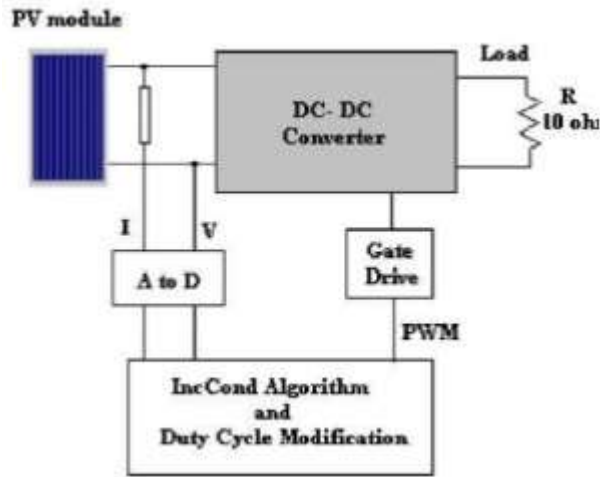 PV module
Load
R
10 oh
DC- DC
Converter
I
V
A to D
Gate
Drive
PWM
IncCond Algorithm
and
Duty Cycle Modification